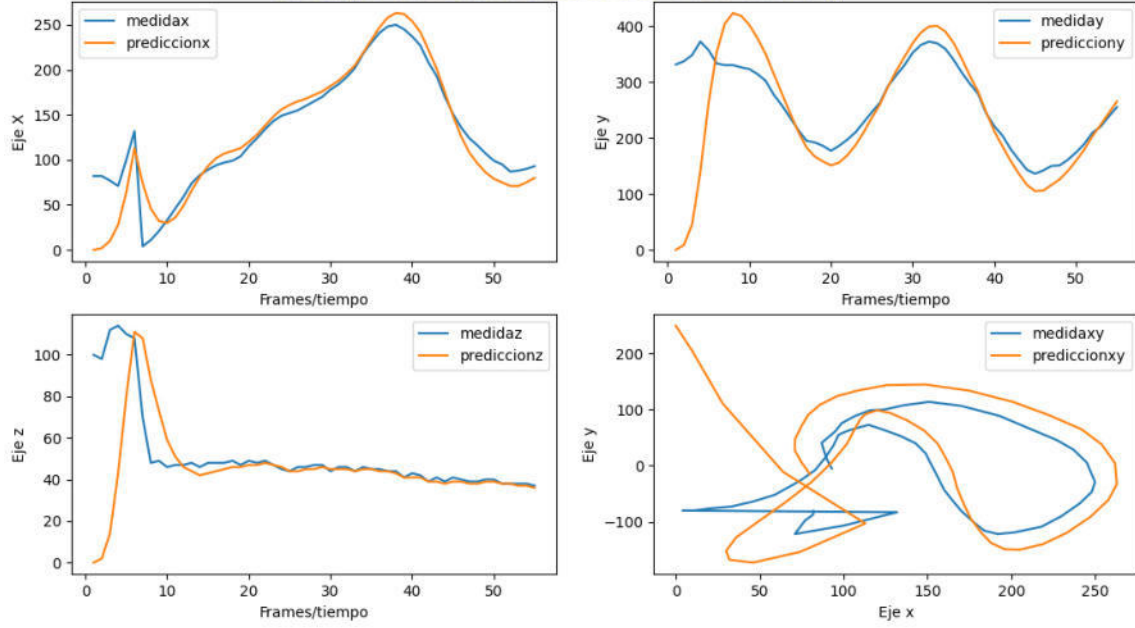 medidax
prediccionx
Eje X
250
200
150
100
50
0
0 10 20 30 40 50
Frames/tiempo
mediday
predicciony
Eje y
400
300
200
100
0
0 10 20 30 40 50
Frames/tiempo
medidaz
prediccionz
Eje z
100
80
60
40
20
0
0 10 20 30 40 50
Frames/tiempo
medidaxy
prediccionxy
Eje y
200
100
0
−100
0 50 100 150 200 250
Eje x